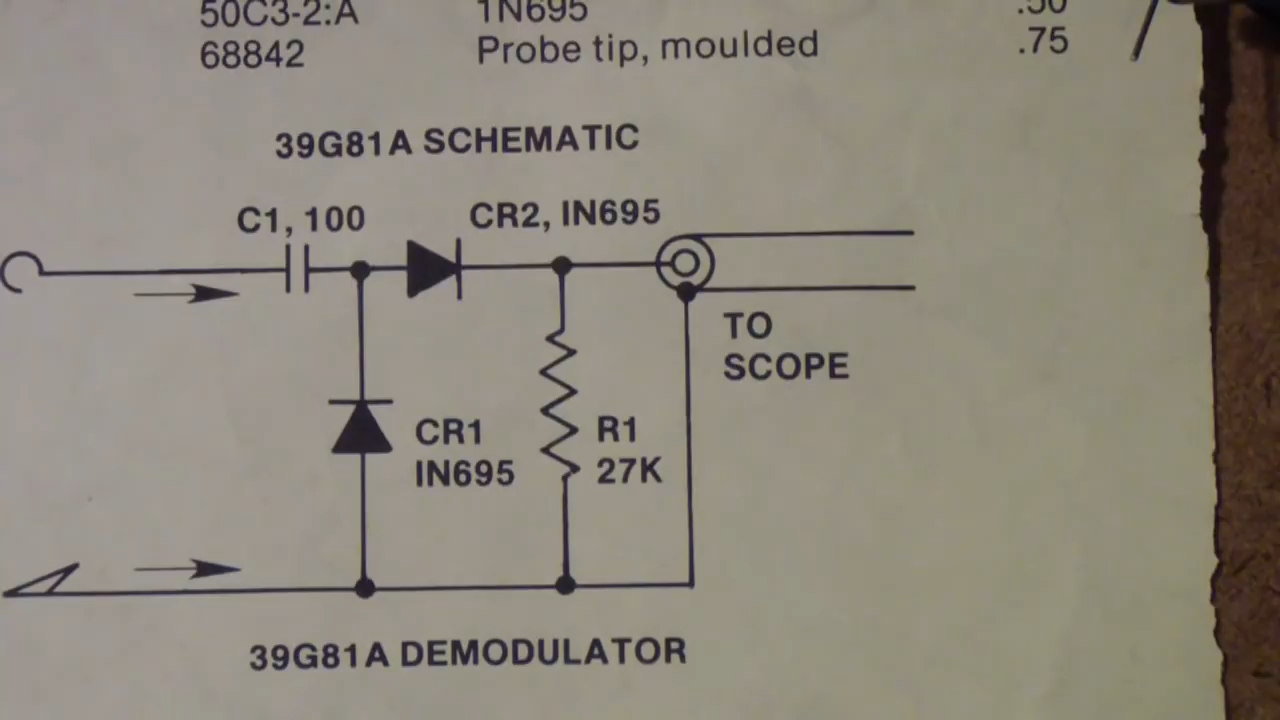 50C3-2:A 1N695 .50
68842 Probe tip, moulded .75
39G81A SCHEMATIC
C1, 100 CR2, IN695
TO
SCOPE
CR1 R1
IN695 27K
39G81A DEMODULATOR